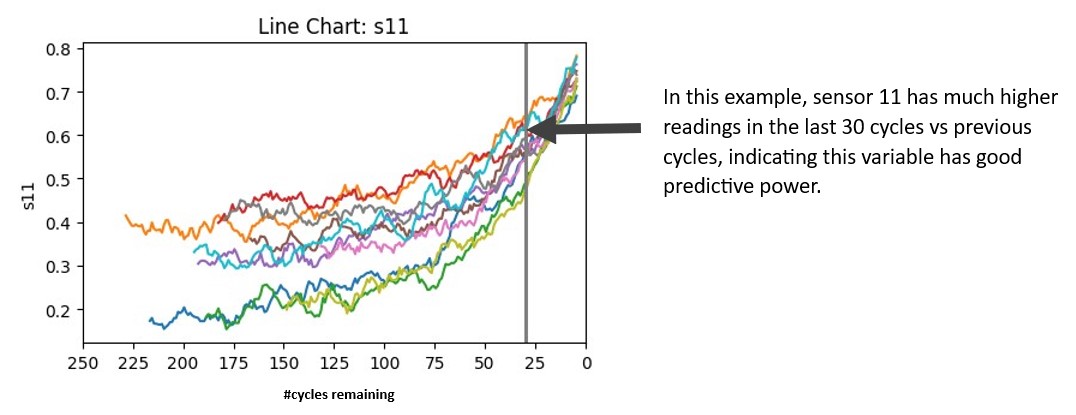 Line Chart: s11
0.8
0.7
0.6
0.5
0.4
0.3
0.2
s11
250 225 200 175 150 125 100 75 50 25 0
#cycles remaining
In this example, sensor 11 has much higher
readings in the last 30 cycles vs previous
cycles, indicating this variable has good
predictive power.